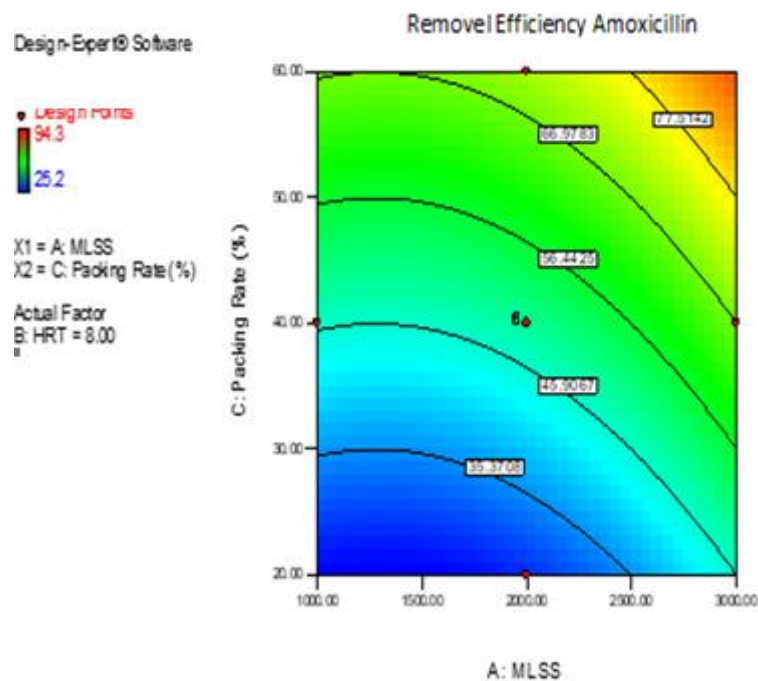 Removel Efficiency Amoxicillin
Design-Expert® Software
Design Points
94.3
25.2
X1 = A: MLSS
X2 = C: Packing Rate (%)
Actual Factor
B: HRT = 8.00
C: Packing Rate (%)
60.00
50.00
40.00
30.00
20.00
77.5142
66.9783
56.4425
45.9067
35.3708
6
1000.00
1500.00
2000.00
2500.00
3000.00
A: MLSS